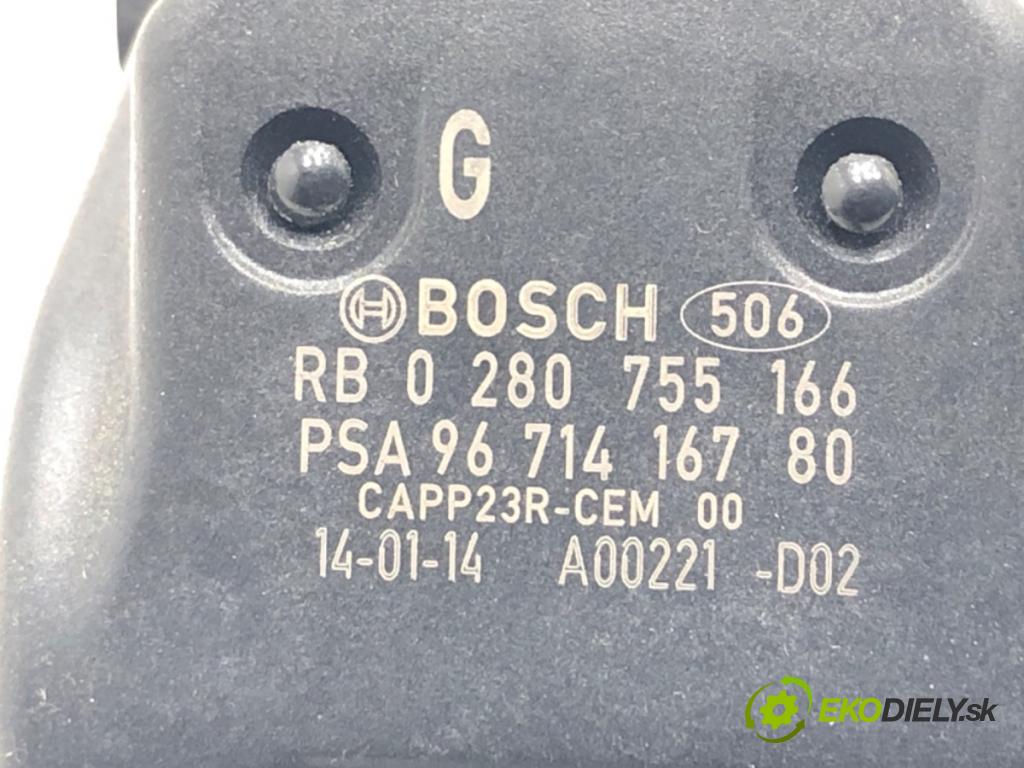 G
BOSCH 506
RB 0 280 755 166
PSA 96 714 167 80
CAPP23R-CEM 00
14-01-14 A00221 -D02
EKODIELY.sk